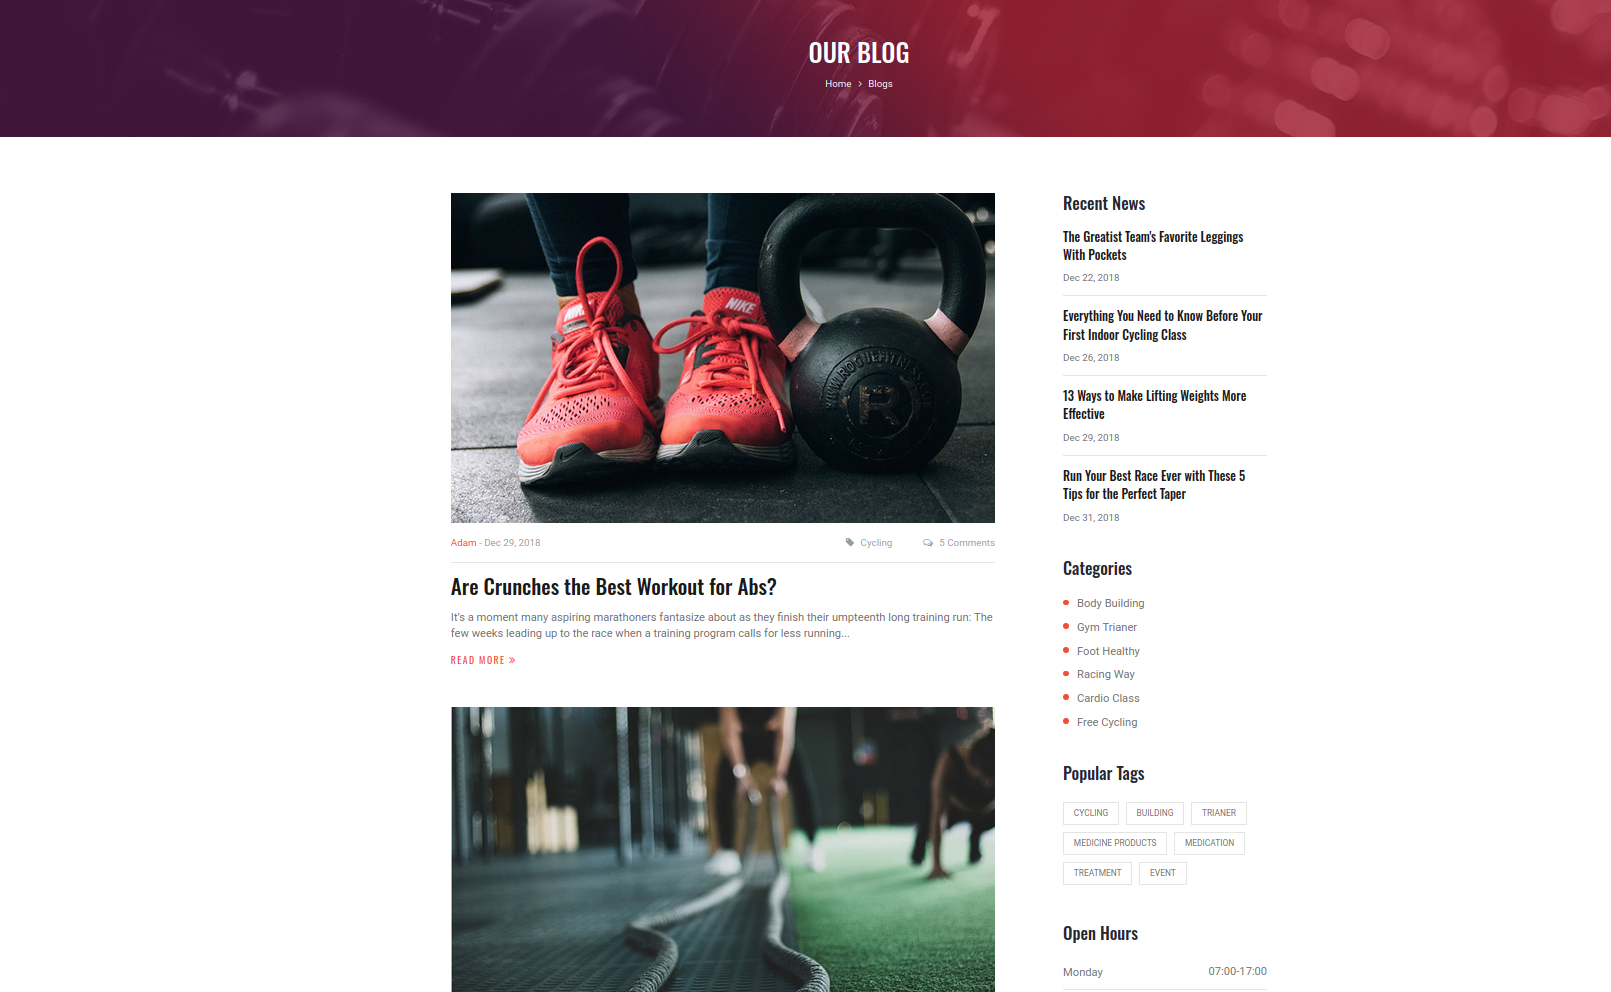 OUR BLOG
Home > Blogs
NIKE
NIKE
R
Adam - Dec 29, 2018
Cycling
5 Comments
Are Crunches the Best Workout for Abs?
It's a moment many aspiring marathoners fantasize about as they finish their umpteenth long training run: The
few weeks leading up to the race when a training program calls for less running...
READ MORE »
Recent News
The Greatist Team's Favorite Leggings
With Pockets
Dec 22, 2018
Everything You Need to Know Before Your
First Indoor Cycling Class
Dec 26, 2018
13 Ways to Make Lifting Weights More
Effective
Dec 29, 2018
Run Your Best Race Ever with These 5
Tips for the Perfect Taper
Dec 31, 2018
Categories
Body Building
Gym Trianer
Foot Healthy
Racing Way
Cardio Class
Free Cycling
Popular Tags
CYCLING
BUILDING
TRIANER
MEDICINE PRODUCTS
MEDICATION
TREATMENT
EVENT
Open Hours
Monday
07:00-17:00